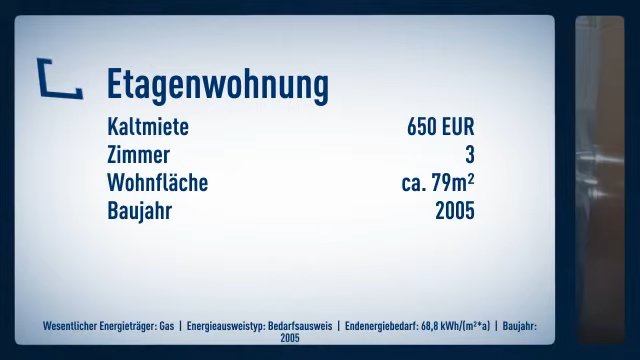 Etagenwohnung
Kaltmiete 650 EUR
Zimmer 3
Wohnfläche ca. 79m²
Baujahr 2005
Wesentlicher Energieträger: Gas | Energieausweistyp: Bedarfsausweis | Endenergiebedarf: 68,8 kWh/(m²*a) | Baujahr:
2005